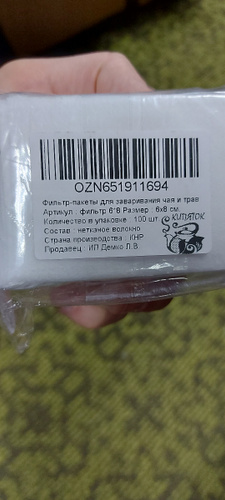 OZN651911694
Фильтр-пакеты для заваривания чая и трав
Артикул : фильтр 6*8 Размер : 6х8 см
Количество в упаковке : 100 шт
Состав : нетканое волокно
Страна производства : КНР
Продавец : ИП Демко Л.В
КИПЯТОК